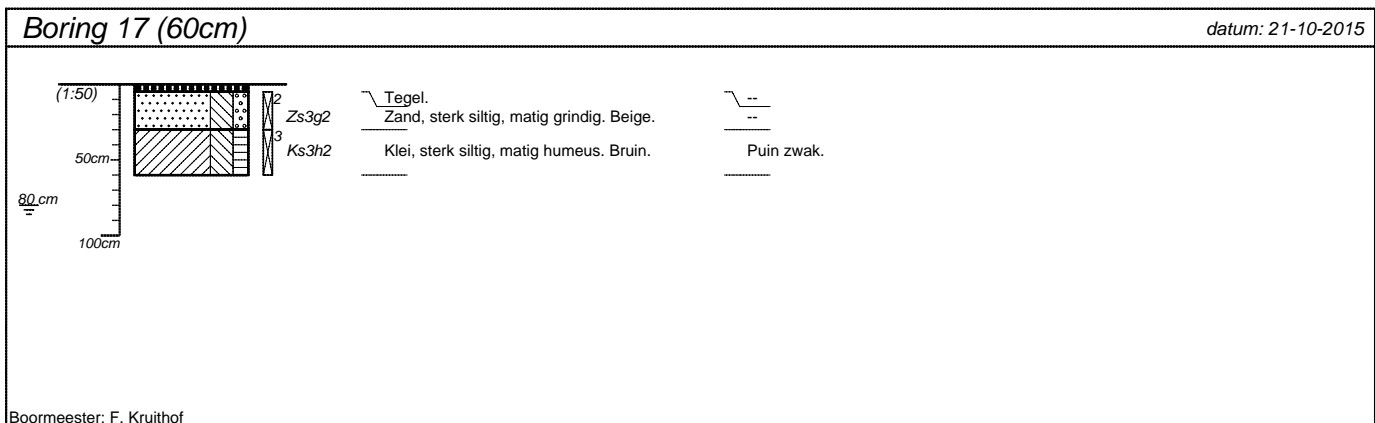 Boring 17 (60cm) datum: 21-10-2015
(1:50) 2 Tegel. --
Zs3g2 Zand, sterk siltig, matig grindig. Beige. --
3
50cm Ks3h2 Klei, sterk siltig, matig humeus. Bruin. Puin zwak.
80 cm
100cm
Boormeester: F. Kruithof